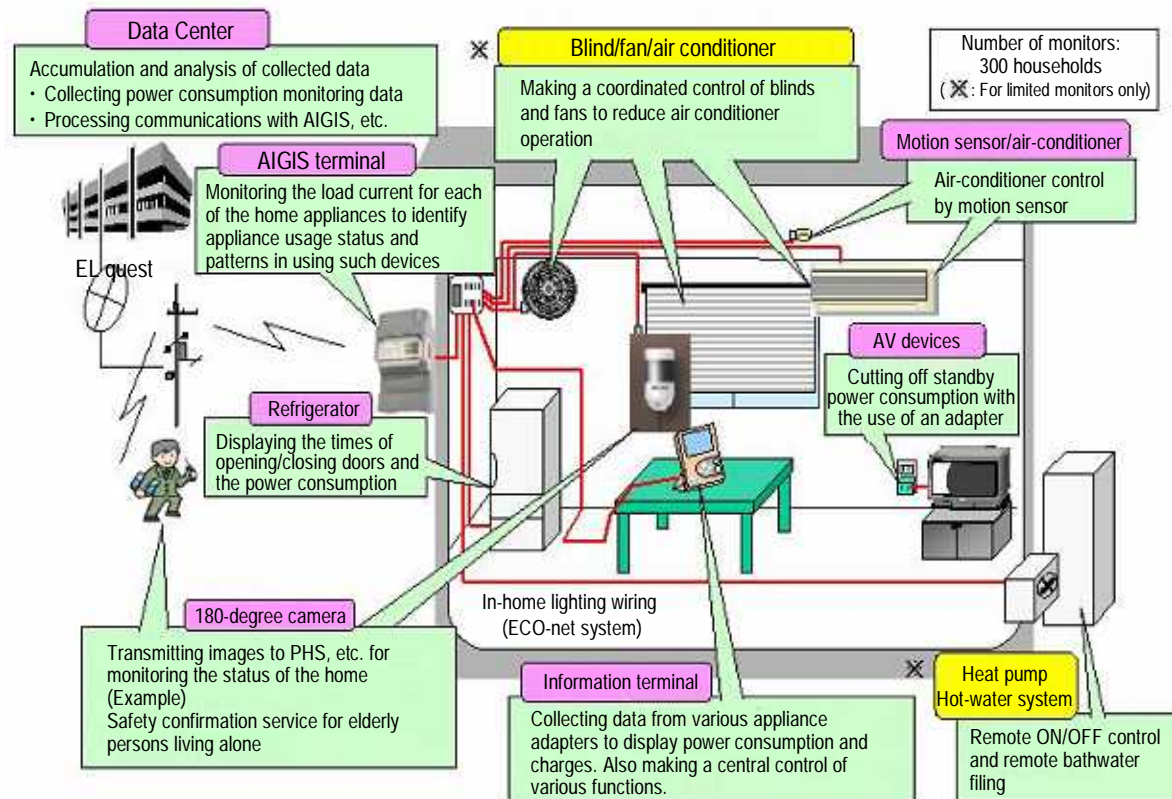 Data Center
Accumulation and analysis of collected data
・Collecting power consumption monitoring data
・Processing communications with AIGIS, etc.
※ Blind/fan/air conditioner
Making a coordinated control of blinds
and fans to reduce air conditioner
operation
Number of monitors:
300 households
(※: For limited monitors only)
Motion sensor/air-conditioner
Air-conditioner control
by motion sensor
AIGIS terminal
Monitoring the load current for each
of the home appliances to identify
appliance usage status and
patterns in using such devices
EL quest
AV devices
Cutting off standby
power consumption with
the use of an adapter
Refrigerator
Displaying the times of
opening/closing doors and
the power consumption
180-degree camera
Transmitting images to PHS, etc. for
monitoring the status of the home
(Example)
Safety confirmation service for elderly
persons living alone
In-home lighting wiring
(ECO-net system)
Information terminal
Collecting data from various appliance
adapters to display power consumption and
charges. Also making a central control of
various functions.
※ Heat pump
Hot-water system
Remote ON/OFF control
and remote bathwater
filing